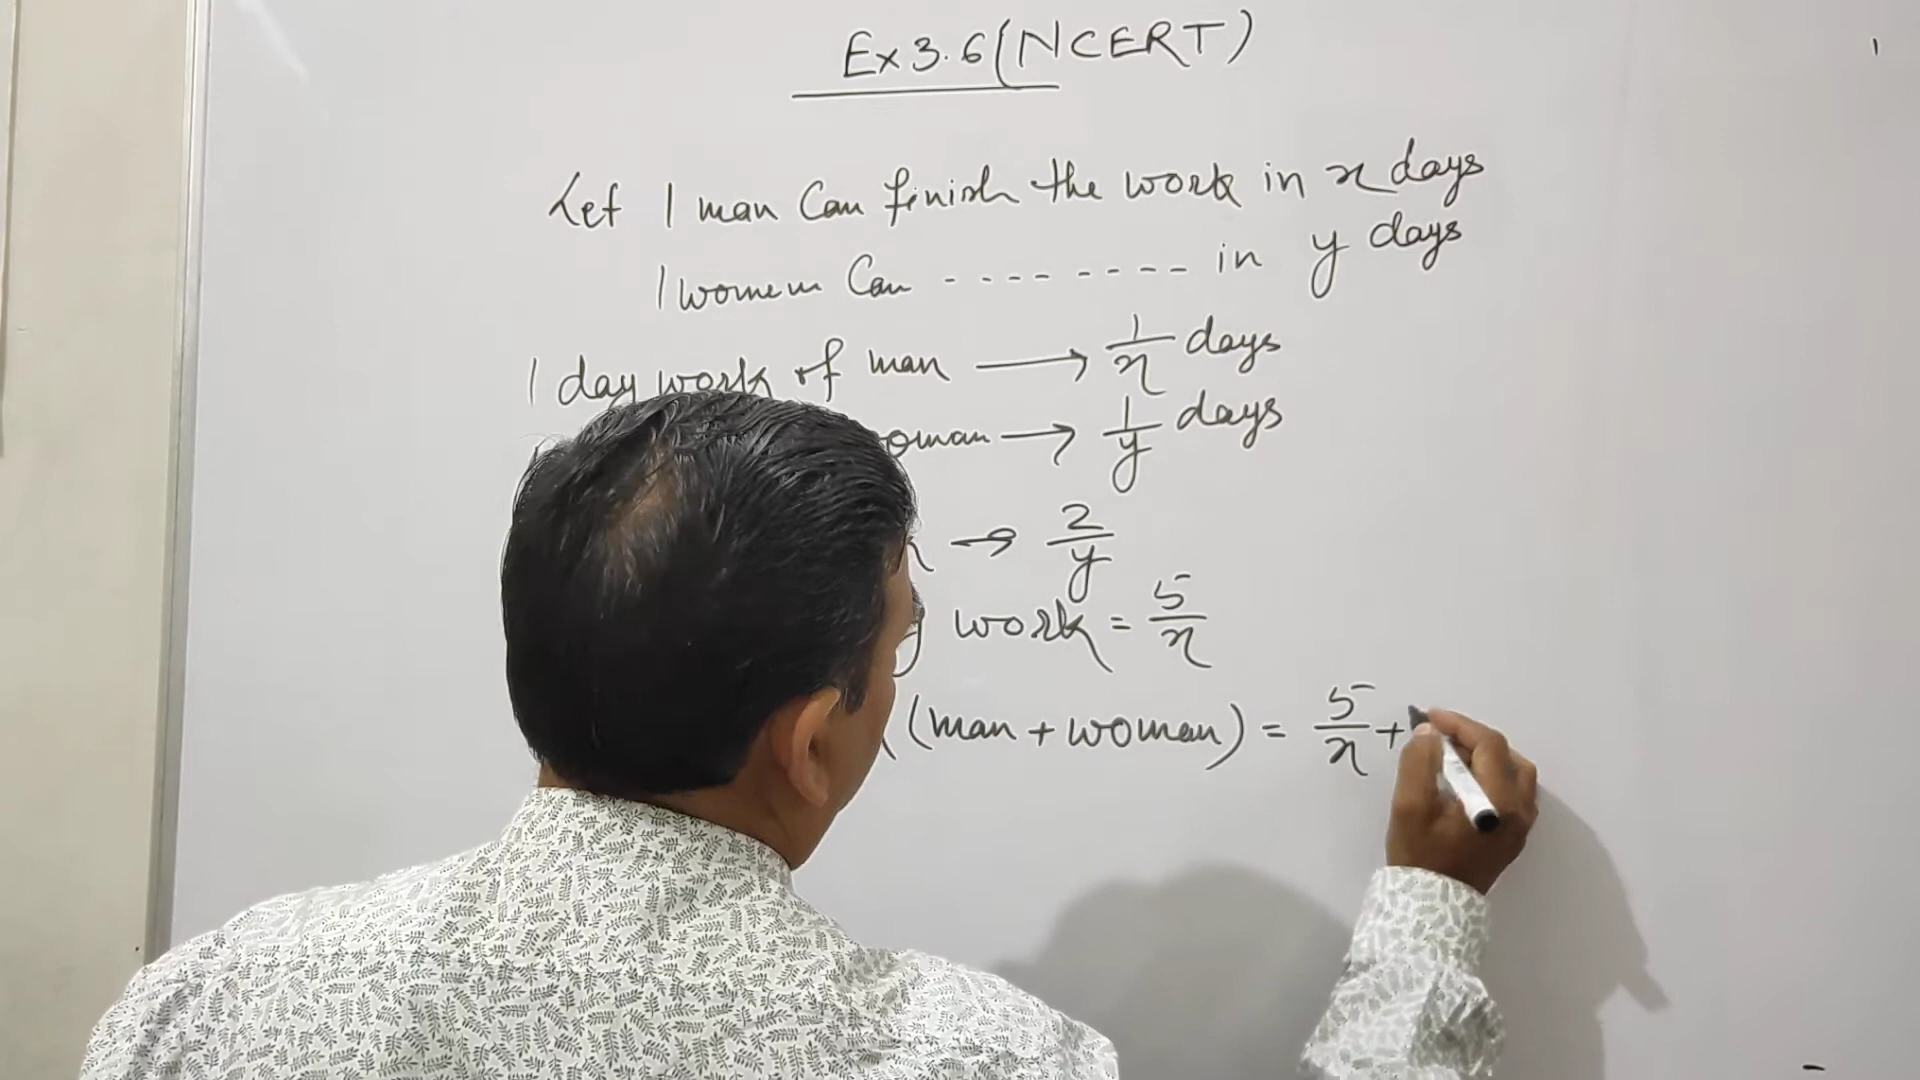 Ex 3.6 (NCERT)
Let 1 man Can finish the work in x days
1 women Can - - - - - - - - in y days
1 day work of man → 1/x days
woman → 1/y days
→ 2/y
work = 5/x
(man + woman) = 5/x +